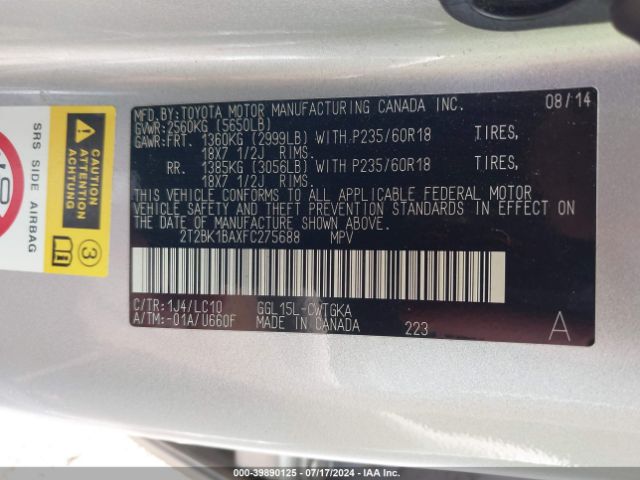 MFD.BY:TOYOTA MOTOR MANUFACTURING CANADA INC. 08/14
GVWR:2560KG (5650LB)
GAWR:FRT. 1360KG (2999LB) WITH P235/60R18 TIRES,
18X7 1/2J RIMS.
RR. 1385KG (3056LB) WITH P235/60R18 TIRES,
18X7 1/2J RIMS.
THIS VEHICLE CONFORMS TO ALL APPLICABLE FEDERAL MOTOR
VEHICLE SAFETY AND THEFT PREVENTION STANDARDS IN EFFECT ON
THE DATE OF MANUFACTURE SHOWN ABOVE.
2T2BK1BAXFC275688 MPV
C/TR:1J4/LC10 GGL15L-CWTGKA
A/TM:-01A/U660F MADE IN CANADA 223 A
SRS SIDE AIRBAG
CAUTION
ATTENTION
ACHTUNG
3
000-39890125 - 07/17/2024 - IAAI.com